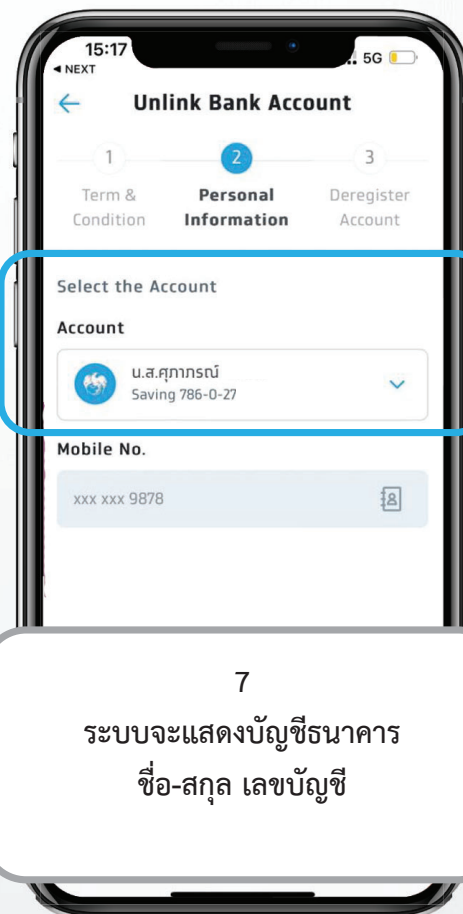 15:17
5G
◄ NEXT
Unlink Bank Account
1
2
3
Term &
Condition
Personal
Information
Deregister
Account
Select the Account
Account
น.ส.ศุภาภรณ์
Saving 786-0-27
Mobile No.
xxx xxx 9878
7
ระบบจะแสดงบัญชีธนาคาร
ชื่อ-สกุล เลขบัญชี